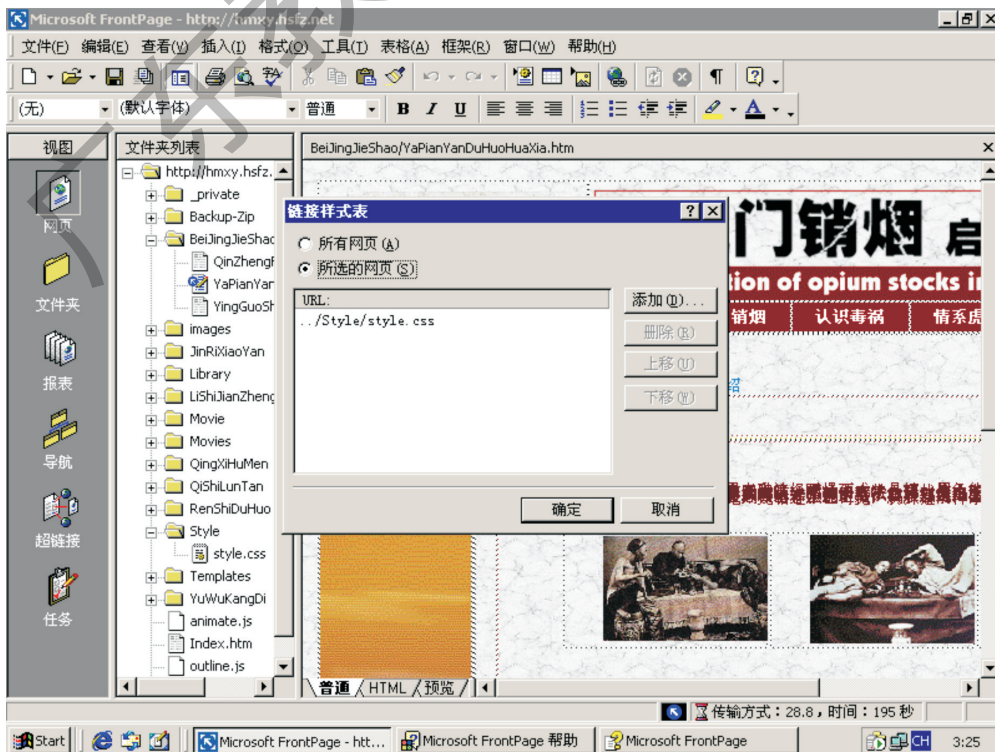 Microsoft FrontPage - http://hmxy.hsfz.net
文件(F) 编辑(E) 查看(V) 插入(I) 格式(O) 工具(T) 表格(A) 框架(R) 窗口(W) 帮助(H)
(无) (默认字体) 普通 B I U A
视图
网页
文件夹
报表
导航
超链接
任务
文件夹列表
http://hmxy.hsfz.
_private
Backup-Zip
BeiJingJieShac
QinZhengf
YaPianYar
YingGuoSh
images
JinRiXiaoYan
Library
LiShiJianZheng
Movie
Movies
QingXiHuMen
QiShiLunTan
RenShiDuHuo
Style
style.css
Templates
YuWuKangDi
animate.js
Index.htm
outline.js
BeiJingJieShao/YaPianYanDuHuoHuaXia.htm
门销烟 启
tion of opium stocks i
销烟 认识毒祸 情系虎
绍
链接样式表
所有网页(A)
所选的网页(S)
URL:
../Style/style.css
添加(D)...
删除(R)
上移(U)
下移(W)
确定
取消
普通 HTML 预览
传输方式：28.8，时间：195 秒
Start
Microsoft FrontPage - htt...
Microsoft FrontPage 帮助
Microsoft FrontPage
CH
3:25
广东教